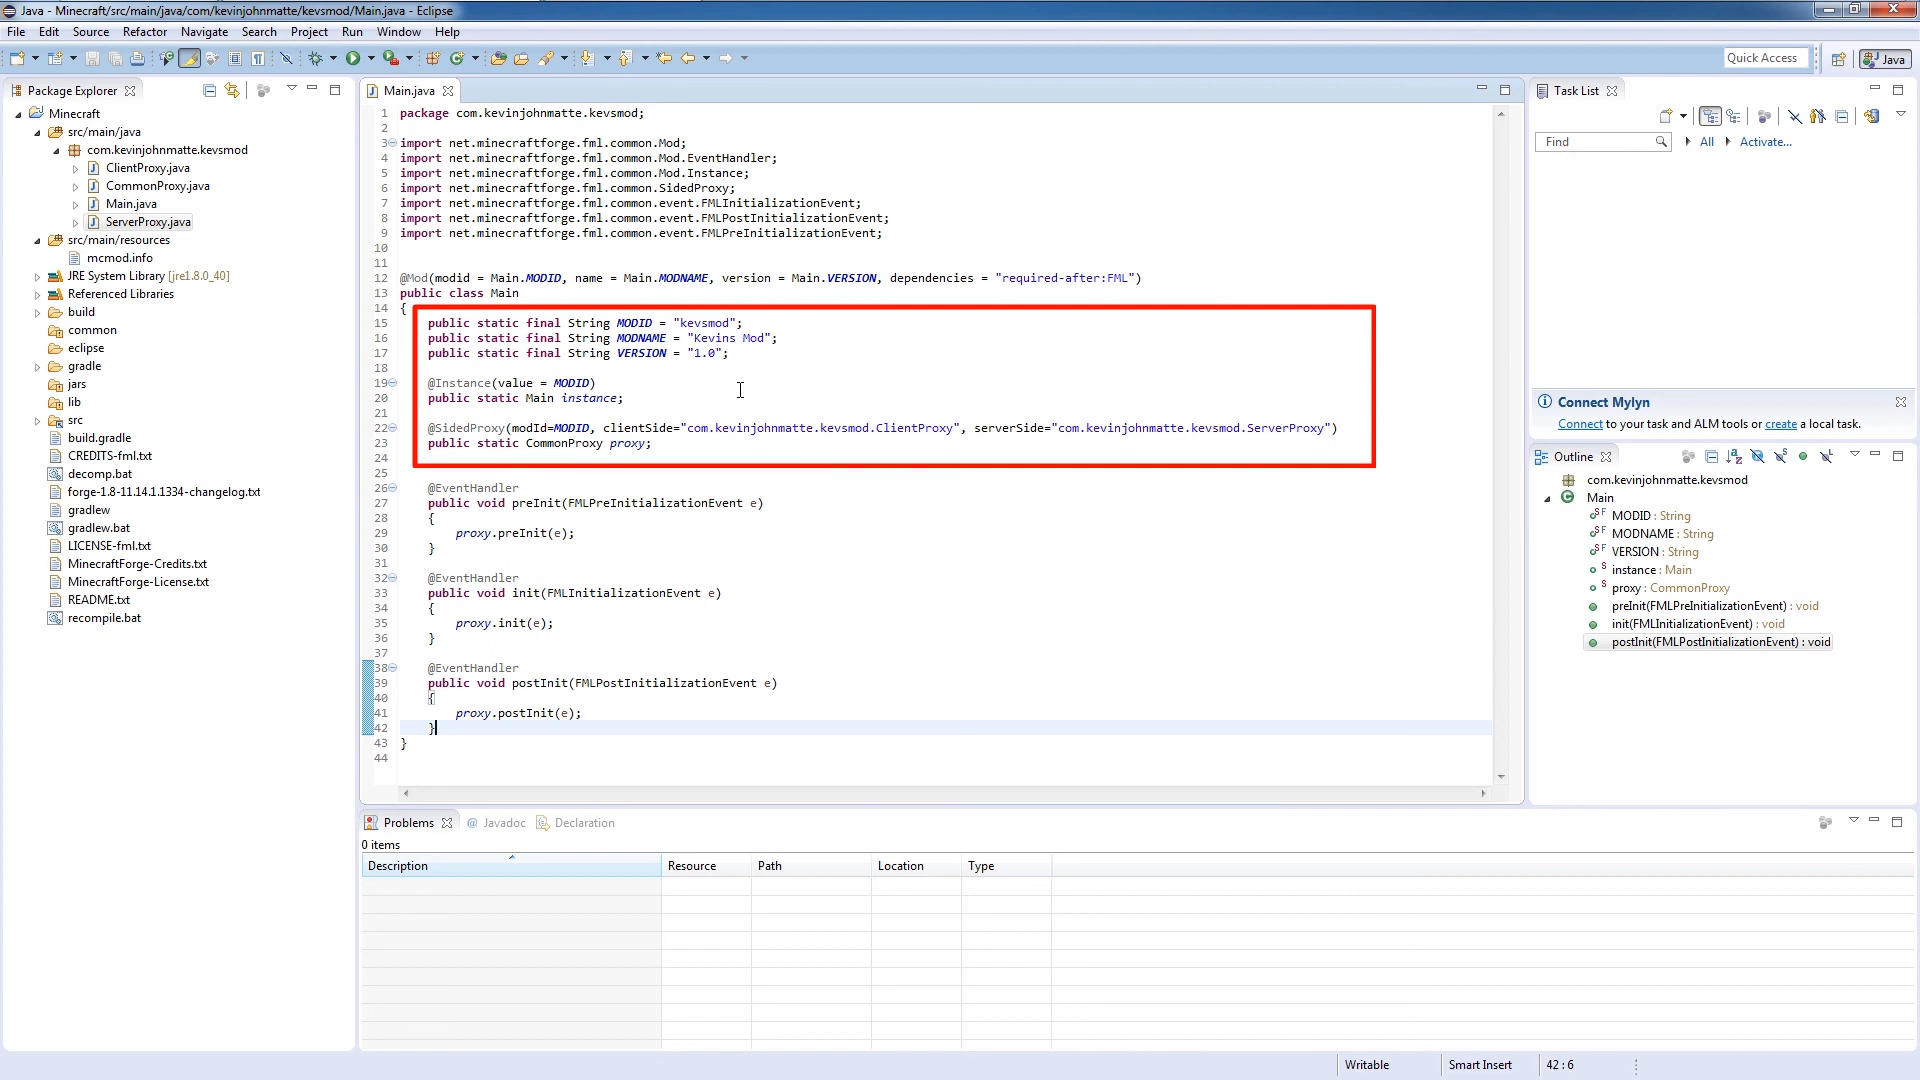 Java - Minecraft/src/main/java/com/kevinjohnmatte/kevsmod/Main.java - Eclipse
File Edit Source Refactor Navigate Search Project Run Window Help
Quick Access
Java
Package Explorer
Minecraft
src/main/java
com.kevinjohnmatte.kevsmod
ClientProxy.java
CommonProxy.java
Main.java
ServerProxy.java
src/main/resources
mcmod.info
JRE System Library [jre1.8.0_40]
Referenced Libraries
build
common
eclipse
gradle
jars
lib
src
build.gradle
CREDITS-fml.txt
decomp.bat
forge-1.8-11.14.1.1334-changelog.txt
gradlew
gradlew.bat
LICENSE-fml.txt
MinecraftForge-Credits.txt
MinecraftForge-License.txt
README.txt
recompile.bat
Main.java
1 package com.kevinjohnmatte.kevsmod;
2
3 import net.minecraftforge.fml.common.Mod;
4 import net.minecraftforge.fml.common.Mod.EventHandler;
5 import net.minecraftforge.fml.common.Mod.Instance;
6 import net.minecraftforge.fml.common.SidedProxy;
7 import net.minecraftforge.fml.common.event.FMLInitializationEvent;
8 import net.minecraftforge.fml.common.event.FMLPostInitializationEvent;
9 import net.minecraftforge.fml.common.event.FMLPreInitializationEvent;
10
11
12 @Mod(modid = Main.MODID, name = Main.MODNAME, version = Main.VERSION, dependencies = "required-after:FML")
13 public class Main
14 {
15 public static final String MODID = "kevsmod";
16 public static final String MODNAME = "Kevins Mod";
17 public static final String VERSION = "1.0";
18
19 @Instance(value = MODID)
20 public static Main instance;
21
22 @SidedProxy(modId=MODID, clientSide="com.kevinjohnmatte.kevsmod.ClientProxy", serverSide="com.kevinjohnmatte.kevsmod.ServerProxy")
23 public static CommonProxy proxy;
24
25
26 @EventHandler
27 public void preInit(FMLPreInitializationEvent e)
28 {
29 proxy.preInit(e);
30 }
31
32 @EventHandler
33 public void init(FMLInitializationEvent e)
34 {
35 proxy.init(e);
36 }
37
38 @EventHandler
39 public void postInit(FMLPostInitializationEvent e)
40 {
41 proxy.postInit(e);
42 }
43 }
44
Task List
Find
All
Activate...
Connect Mylyn
Connect to your task and ALM tools or create a local task.
Outline
com.kevinjohnmatte.kevsmod
Main
MODID : String
MODNAME : String
VERSION : String
instance : Main
proxy : CommonProxy
preInit(FMLPreInitializationEvent) : void
init(FMLInitializationEvent) : void
postInit(FMLPostInitializationEvent) : void
Problems @ Javadoc Declaration
0 items
Description Resource Path Location Type
Writable Smart Insert 42 : 6